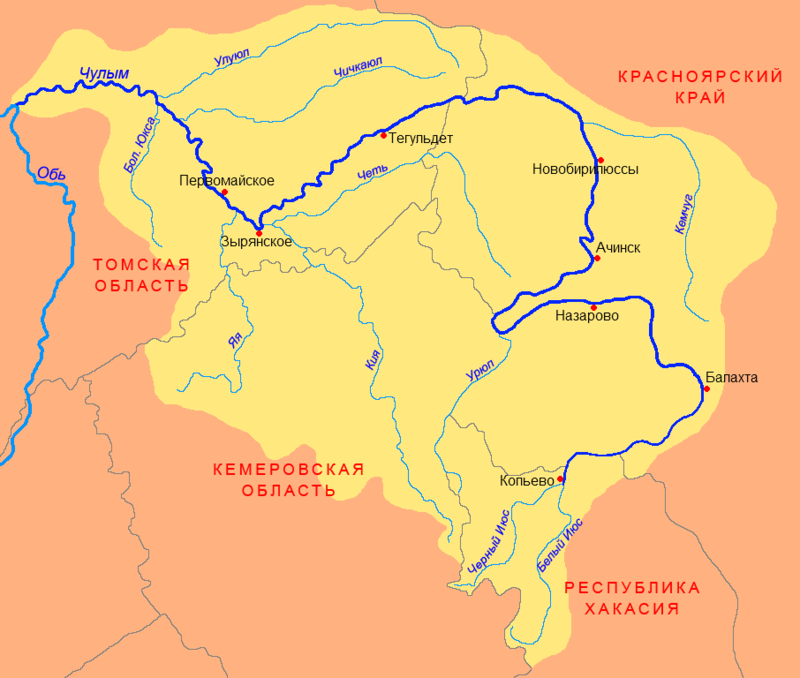 Чулым
Улуюл
Чичкаюл
КРАСНОЯРСКИЙ
КРАЙ
Бол. Юкса
Тегульдет
Обь
Первомайское
Четь
Новобирилюссы
Кемчуг
Зырянское
Ачинск
ТОМСКАЯ
ОБЛАСТЬ
Назарово
Яя
Кия
Урюп
Балахта
КЕМЕРОВСКАЯ
ОБЛАСТЬ
Копьево
Черный Июс
Белый Июс
РЕСПУБЛИКА
ХАКАСИЯ